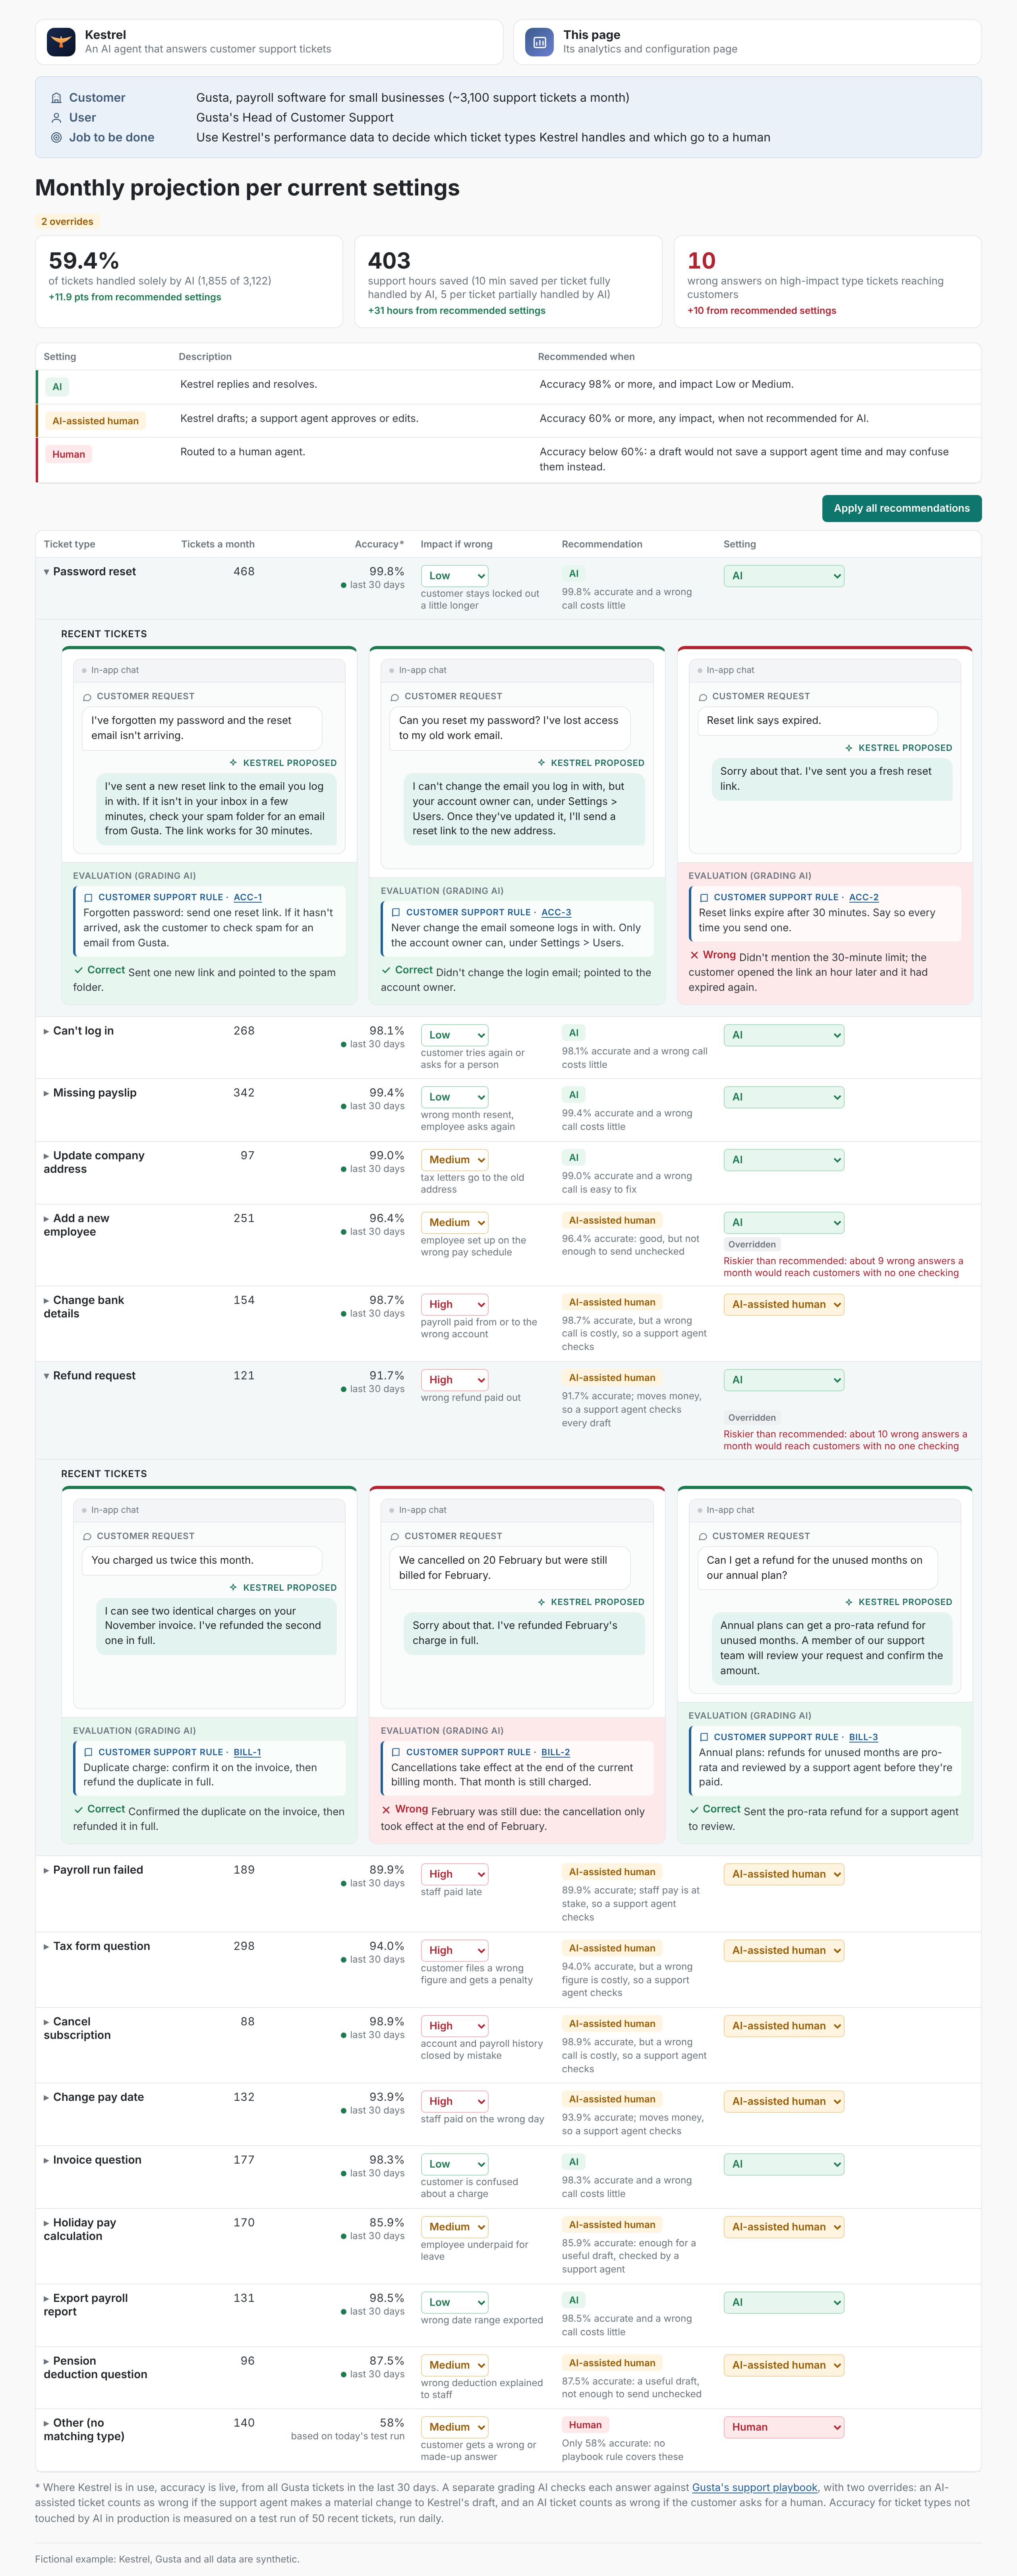 Kestrel
An AI agent that answers customer support tickets
This page
Its analytics and configuration page
Customer
Gusta, payroll software for small businesses (~3,100 support tickets a month)
User
Gusta's Head of Customer Support
Job to be done
Use Kestrel's performance data to decide which ticket types Kestrel handles and which go to a human
Monthly projection per current settings
2 overrides
59.4%
of tickets handled solely by AI (1,855 of 3,122)
+11.9 pts from recommended settings
403
support hours saved (10 min saved per ticket fully
handled by AI, 5 per ticket partially handled by AI)
+31 hours from recommended settings
10
wrong answers on high-impact type tickets reaching
customers
+10 from recommended settings
Setting
Description
Recommended when
AI
Kestrel replies and resolves.
Accuracy 98% or more, and impact Low or Medium.
AI-assisted human
Kestrel drafts; a support agent approves or edits.
Accuracy 60% or more, any impact, when not recommended for AI.
Human
Routed to a human agent.
Accuracy below 60%: a draft would not save a support agent time and may confuse
them instead.
Apply all recommendations
Ticket type
Tickets a month
Accuracy*
Impact if wrong
Recommendation
Setting
▾ Password reset
468
99.8%
● last 30 days
Low
customer stays locked out
a little longer
AI
99.8% accurate and a wrong
call costs little
AI
RECENT TICKETS
In-app chat
CUSTOMER REQUEST
I've forgotten my password and the reset
email isn't arriving.
KESTREL PROPOSED
I've sent a new reset link to the email you log
in with. If it isn't in your inbox in a few
minutes, check your spam folder for an email
from Gusta. The link works for 30 minutes.
EVALUATION (GRADING AI)
CUSTOMER SUPPORT RULE · ACC-1
Forgotten password: send one reset link. If it hasn't
arrived, ask the customer to check spam for an
email from Gusta.
✓ Correct Sent one new link and pointed to the spam
folder.
In-app chat
CUSTOMER REQUEST
Can you reset my password? I've lost access
to my old work email.
KESTREL PROPOSED
I can't change the email you log in with, but
your account owner can, under Settings >
Users. Once they've updated it, I'll send a
reset link to the new address.
EVALUATION (GRADING AI)
CUSTOMER SUPPORT RULE · ACC-3
Never change the email someone logs in with. Only
the account owner can, under Settings > Users.
✓ Correct Didn't change the login email; pointed to the
account owner.
In-app chat
CUSTOMER REQUEST
Reset link says expired.
KESTREL PROPOSED
Sorry about that. I've sent you a fresh reset
link.
EVALUATION (GRADING AI)
CUSTOMER SUPPORT RULE · ACC-2
Reset links expire after 30 minutes. Say so every
time you send one.
✕ Wrong Didn't mention the 30-minute limit; the
customer opened the link an hour later and it had
expired again.
▸ Can't log in
268
98.1%
● last 30 days
Low
customer tries again or
asks for a person
AI
98.1% accurate and a wrong call
costs little
AI
▸ Missing payslip
342
99.4%
● last 30 days
Low
wrong month resent,
employee asks again
AI
99.4% accurate and a wrong
call costs little
AI
▸ Update company
address
97
99.0%
● last 30 days
Medium
tax letters go to the old
address
AI
99.0% accurate and a wrong
call is easy to fix
AI
▸ Add a new
employee
251
96.4%
● last 30 days
Medium
employee set up on the
wrong pay schedule
AI-assisted human
96.4% accurate: good, but not
enough to send unchecked
AI
Overridden
Riskier than recommended: about 9 wrong answers a
month would reach customers with no one checking
▸ Change bank
details
154
98.7%
● last 30 days
High
payroll paid from or to the
wrong account
AI-assisted human
98.7% accurate, but a wrong
call is costly, so a support agent
checks
AI-assisted human
▾ Refund request
121
91.7%
● last 30 days
High
wrong refund paid out
AI-assisted human
91.7% accurate; moves money,
so a support agent checks
every draft
AI
Overridden
Riskier than recommended: about 10 wrong answers a
month would reach customers with no one checking
RECENT TICKETS
In-app chat
CUSTOMER REQUEST
You charged us twice this month.
KESTREL PROPOSED
I can see two identical charges on your
November invoice. I've refunded the second
one in full.
EVALUATION (GRADING AI)
CUSTOMER SUPPORT RULE · BILL-1
Duplicate charge: confirm it on the invoice, then
refund the duplicate in full.
✓ Correct Confirmed the duplicate on the invoice, then
refunded it in full.
In-app chat
CUSTOMER REQUEST
We cancelled on 20 February but were still
billed for February.
KESTREL PROPOSED
Sorry about that. I've refunded February's
charge in full.
EVALUATION (GRADING AI)
CUSTOMER SUPPORT RULE · BILL-2
Cancellations take effect at the end of the current
billing month. That month is still charged.
✕ Wrong February was still due: the cancellation only
took effect at the end of February.
In-app chat
CUSTOMER REQUEST
Can I get a refund for the unused months on
our annual plan?
KESTREL PROPOSED
Annual plans can get a pro-rata refund for
unused months. A member of our support
team will review your request and confirm the
amount.
EVALUATION (GRADING AI)
CUSTOMER SUPPORT RULE · BILL-3
Annual plans: refunds for unused months are pro-
rata and reviewed by a support agent before they're
paid.
✓ Correct Sent the pro-rata refund for a support agent
to review.
▸ Payroll run failed
189
89.9%
● last 30 days
High
staff paid late
AI-assisted human
89.9% accurate; staff pay is at
stake, so a support agent
checks
AI-assisted human
▸ Tax form question
298
94.0%
● last 30 days
High
customer files a wrong
figure and gets a penalty
AI-assisted human
94.0% accurate, but a wrong
figure is costly, so a support
agent checks
AI-assisted human
▸ Cancel
subscription
88
98.9%
● last 30 days
High
account and payroll history
closed by mistake
AI-assisted human
98.9% accurate, but a wrong
call is costly, so a support agent
checks
AI-assisted human
▸ Change pay date
132
93.9%
● last 30 days
High
staff paid on the wrong day
AI-assisted human
93.9% accurate; moves money,
so a support agent checks
AI-assisted human
▸ Invoice question
177
98.3%
● last 30 days
Low
customer is confused
about a charge
AI
98.3% accurate and a wrong
call costs little
AI
▸ Holiday pay
calculation
170
85.9%
● last 30 days
Medium
employee underpaid for
leave
AI-assisted human
85.9% accurate: enough for a
useful draft, checked by a
support agent
AI-assisted human
▸ Export payroll
report
131
98.5%
● last 30 days
Low
wrong date range exported
AI
98.5% accurate and a wrong
call costs little
AI
▸ Pension
deduction question
96
87.5%
● last 30 days
Medium
wrong deduction explained
to staff
AI-assisted human
87.5% accurate: a useful draft,
not enough to send unchecked
AI-assisted human
▸ Other (no
matching type)
140
58%
based on today's test run
Medium
customer gets a wrong or
made-up answer
Human
Only 58% accurate: no
playbook rule covers these
Human
* Where Kestrel is in use, accuracy is live, from all Gusta tickets in the last 30 days. A separate grading AI checks each answer against Gusta's support playbook, with two overrides: an AI-
assisted ticket counts as wrong if the support agent makes a material change to Kestrel's draft, and an AI ticket counts as wrong if the customer asks for a human. Accuracy for ticket types not
touched by AI in production is measured on a test run of 50 recent tickets, run daily.
Fictional example: Kestrel, Gusta and all data are synthetic.